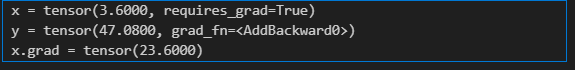 x = tensor(3.6000, requires_grad=True)
y = tensor(47.0800, grad_fn=<AddBackward0>)
x.grad = tensor(23.6000)